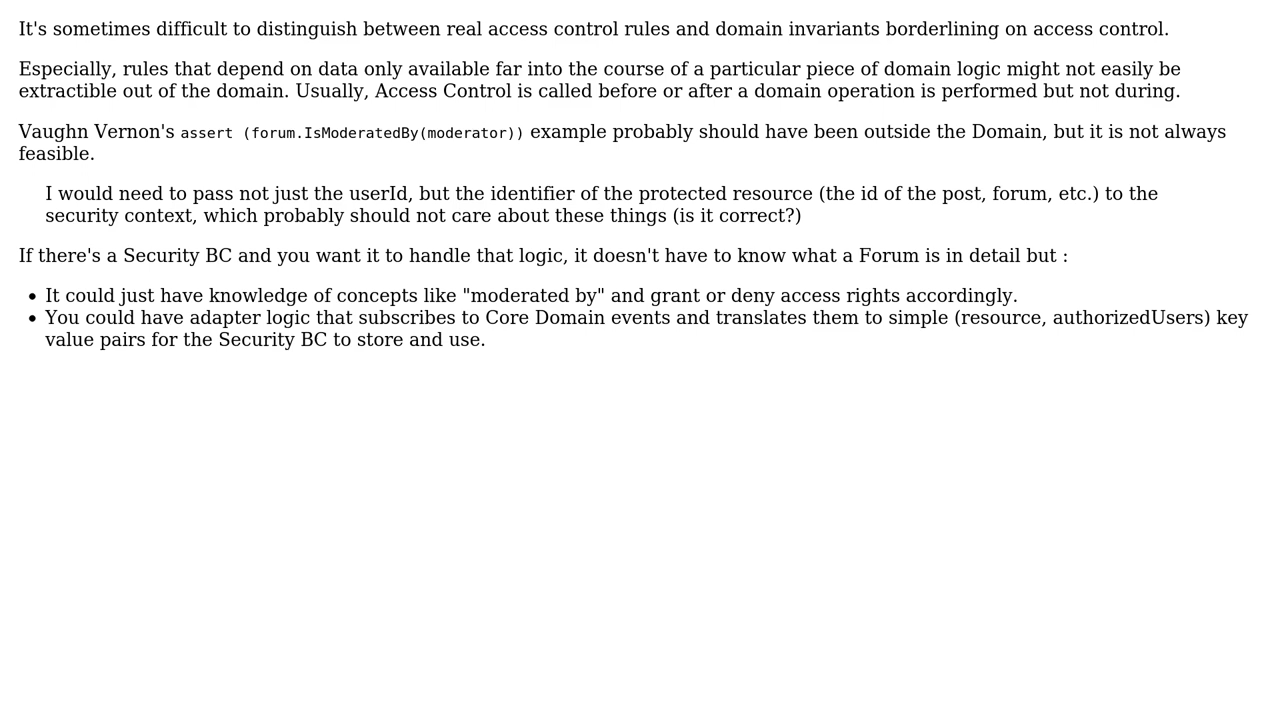 It's sometimes difficult to distinguish between real access control rules and domain invariants borderlining on access control.
Especially, rules that depend on data only available far into the course of a particular piece of domain logic might not easily be
extractible out of the domain. Usually, Access Control is called before or after a domain operation is performed but not during.
Vaughn Vernon's assert (forum.IsModeratedBy(moderator)) example probably should have been outside the Domain, but it is not always
feasible.
I would need to pass not just the userId, but the identifier of the protected resource (the id of the post, forum, etc.) to the
security context, which probably should not care about these things (is it correct?)
If there's a Security BC and you want it to handle that logic, it doesn't have to know what a Forum is in detail but :
• It could just have knowledge of concepts like "moderated by" and grant or deny access rights accordingly.
• You could have adapter logic that subscribes to Core Domain events and translates them to simple (resource, authorizedUsers) key
value pairs for the Security BC to store and use.